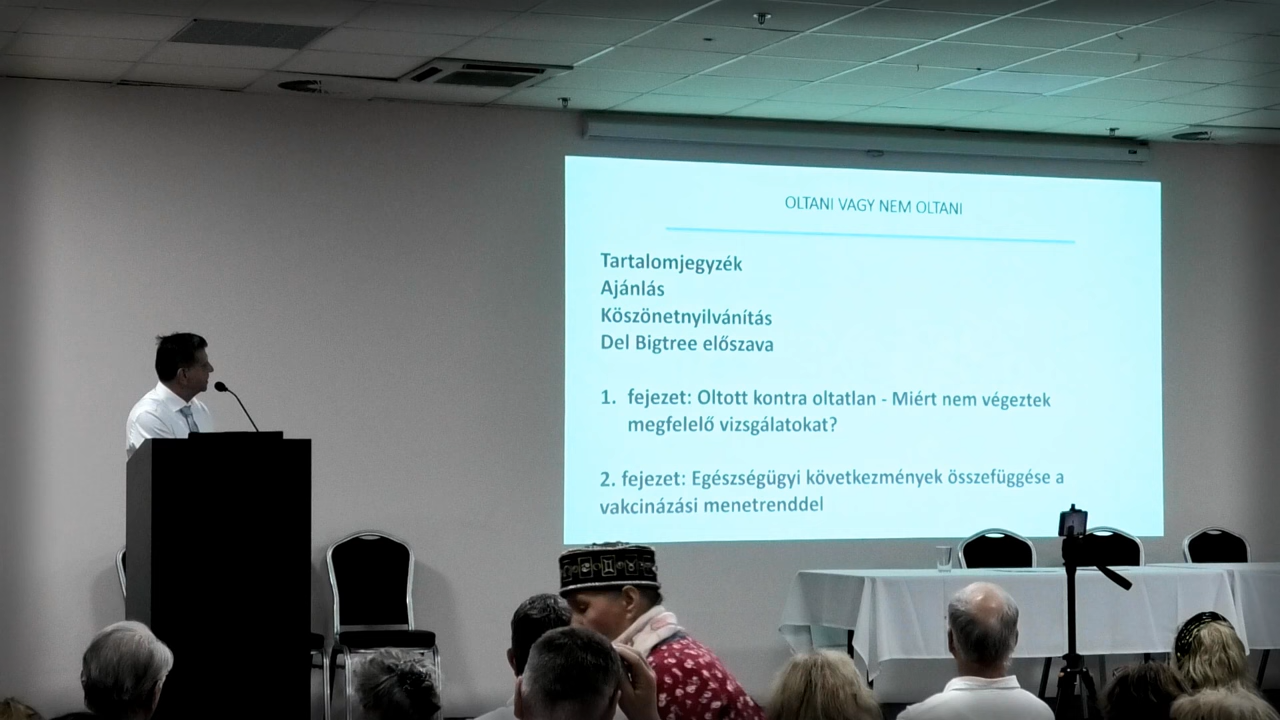 OLTANI VAGY NEM OLTANI
Tartalomjegyzék
Ajánlás
Köszönetnyilvánítás
Del Bigtree előszava
1. fejezet: Oltott kontra oltatlan - Miért nem végeztek
megfelelő vizsgálatokat?
2. fejezet: Egészségügyi következmények összefüggése a
vakcinázási menetrenddel